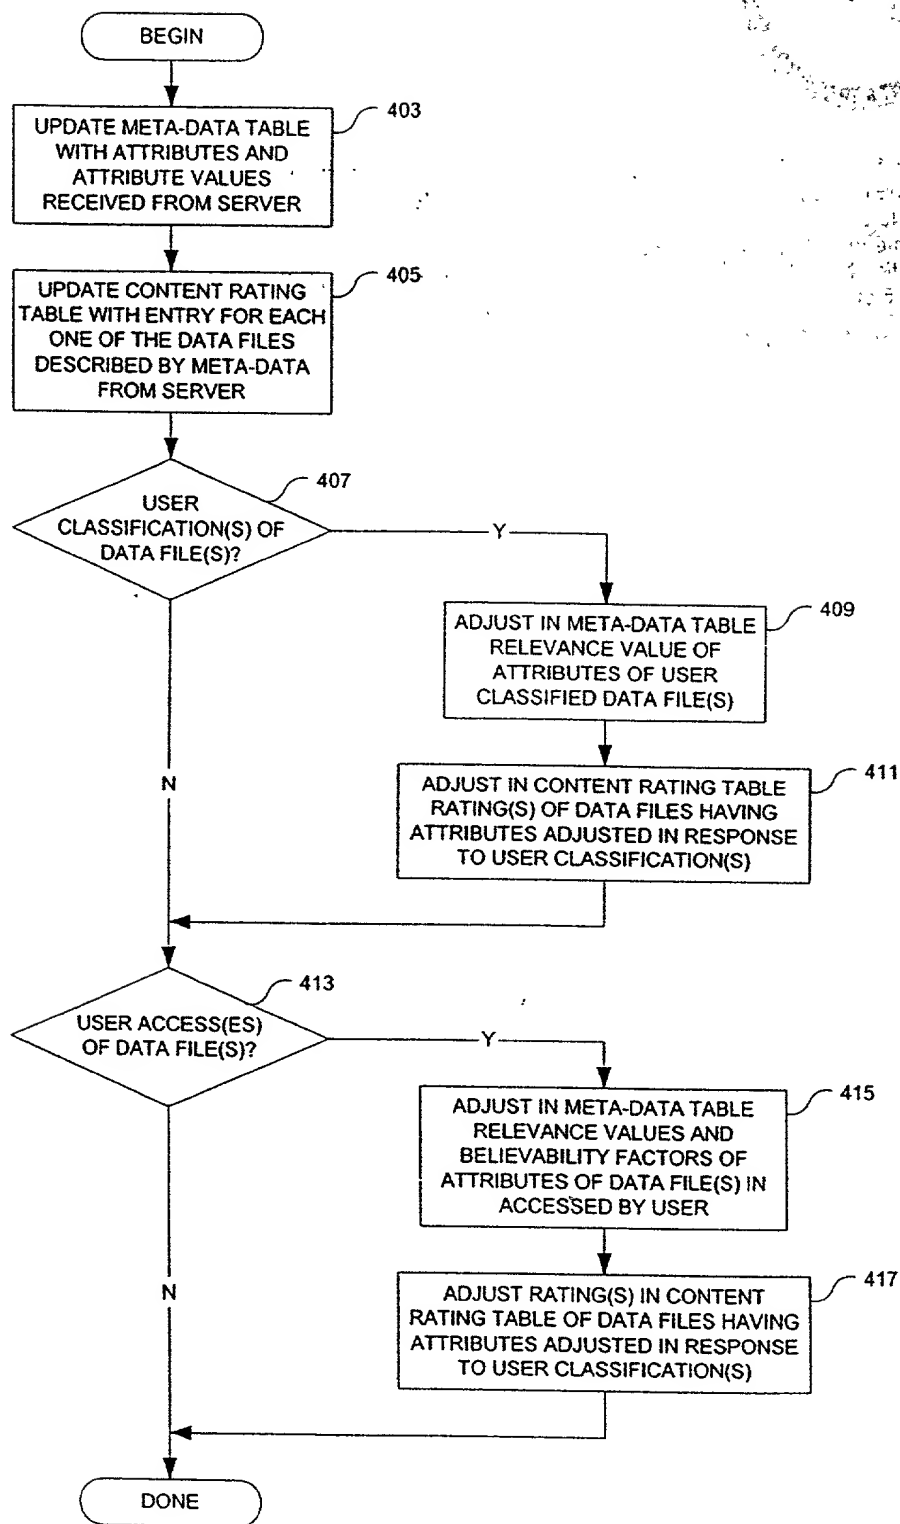 BEGIN
403
UPDATE META-DATA TABLE
WITH ATTRIBUTES AND
ATTRIBUTE VALUES
RECEIVED FROM SERVER
405
UPDATE CONTENT RATING
TABLE WITH ENTRY FOR EACH
ONE OF THE DATA FILES
DESCRIBED BY META-DATA
FROM SERVER
407
USER
CLASSIFICATION(S) OF
DATA FILE(S)?
Y
409
ADJUST IN META-DATA TABLE
RELEVANCE VALUE OF
ATTRIBUTES OF USER
CLASSIFIED DATA FILE(S)
N
411
ADJUST IN CONTENT RATING TABLE
RATING(S) OF DATA FILES HAVING
ATTRIBUTES ADJUSTED IN RESPONSE
TO USER CLASSIFICATION(S)
413
USER ACCESS(ES)
OF DATA FILE(S)?
Y
415
ADJUST IN META-DATA TABLE
RELEVANCE VALUES AND
BELIEVABILITY FACTORS OF
ATTRIBUTES OF DATA FILE(S) IN
ACCESSED BY USER
N
417
ADJUST RATING(S) IN CONTENT
RATING TABLE OF DATA FILES HAVING
ATTRIBUTES ADJUSTED IN RESPONSE
TO USER CLASSIFICATION(S)
DONE